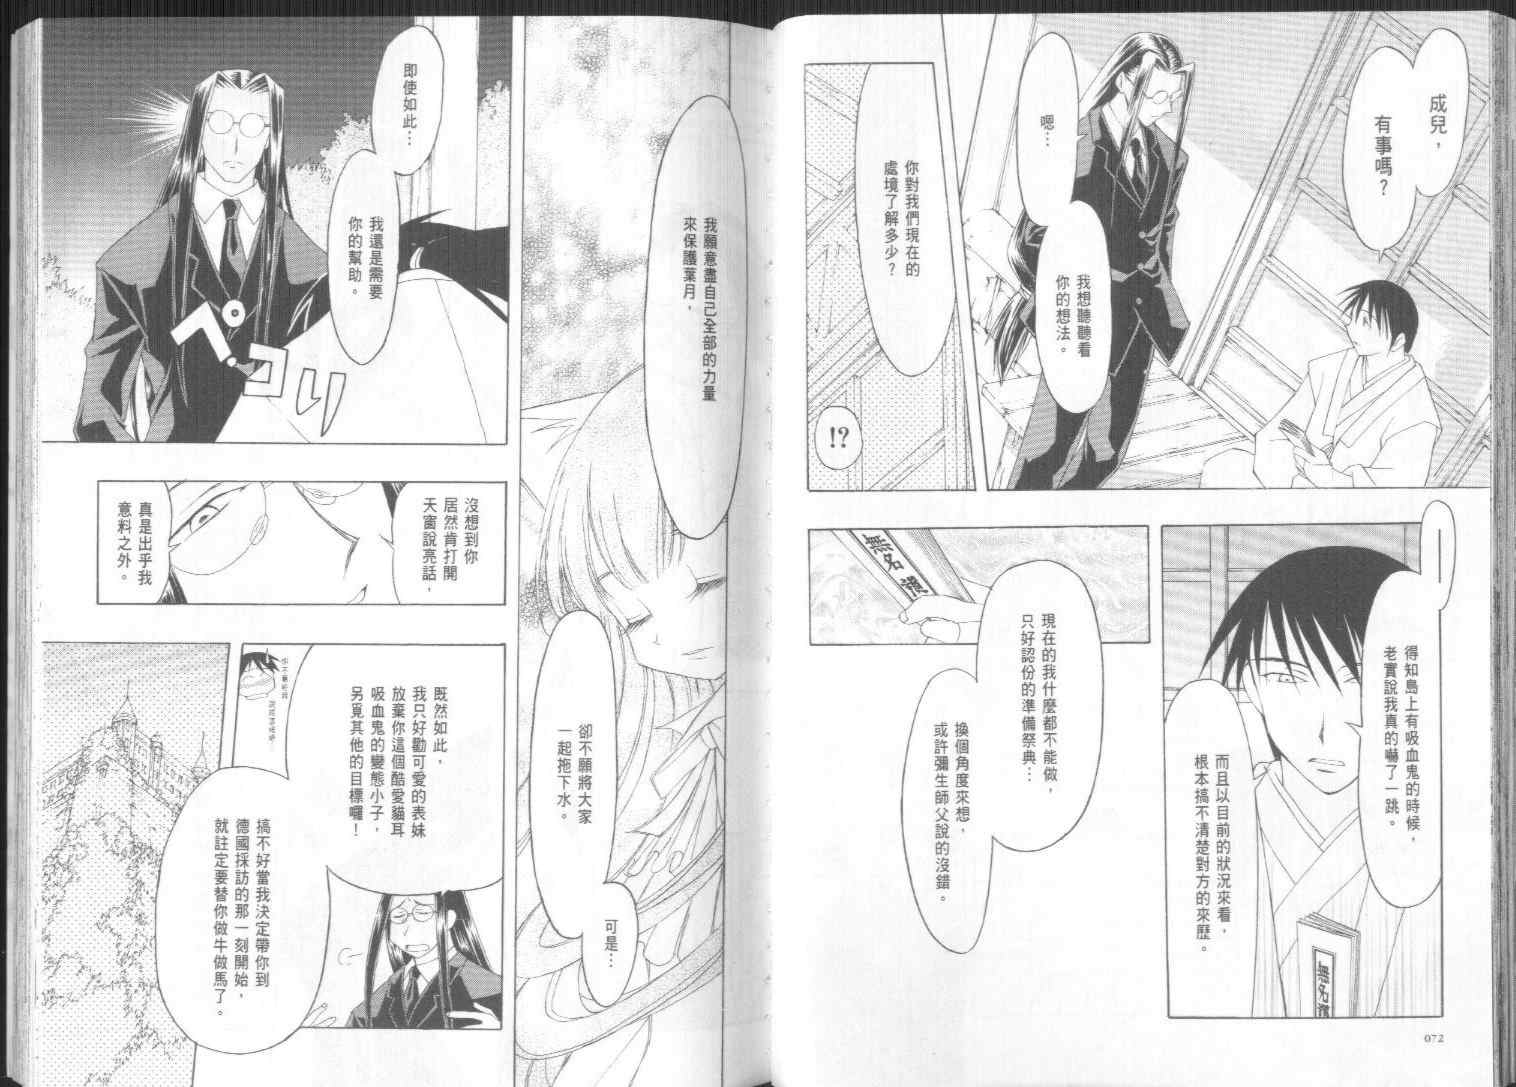 成兒，
有事嗎？
嗯…
我想聽聽看
你的想法。
你對我們現在的
處境了解多少？
!?
得知島上有吸血鬼的時候，
老實說我真的嚇了一跳。
而且以目前的狀況來看，
根本搞不清楚對方的來歷。
無名
現在的我什麼都不能做，
只好認份的準備祭典…
無名
換個角度來想，
或許彌生師父說的沒錯。
072
我願意盡自己全部的力量
來保護葉月，
卻不願將大家
一起拖下水。
可是…
即使如此…
我還是需要
你的幫助。
ペコリ
沒想到你
居然肯打開
天窗說亮話，
真是出乎我
意料之外。
既然如此，
我只好勸可愛的表妹
放棄你這個酷愛貓耳
吸血鬼的變態小子，
另覓其他的目標囉！
搞不好當我決定帶你到
德國採訪的那一刻開始，
就註定要替你做牛做馬了。